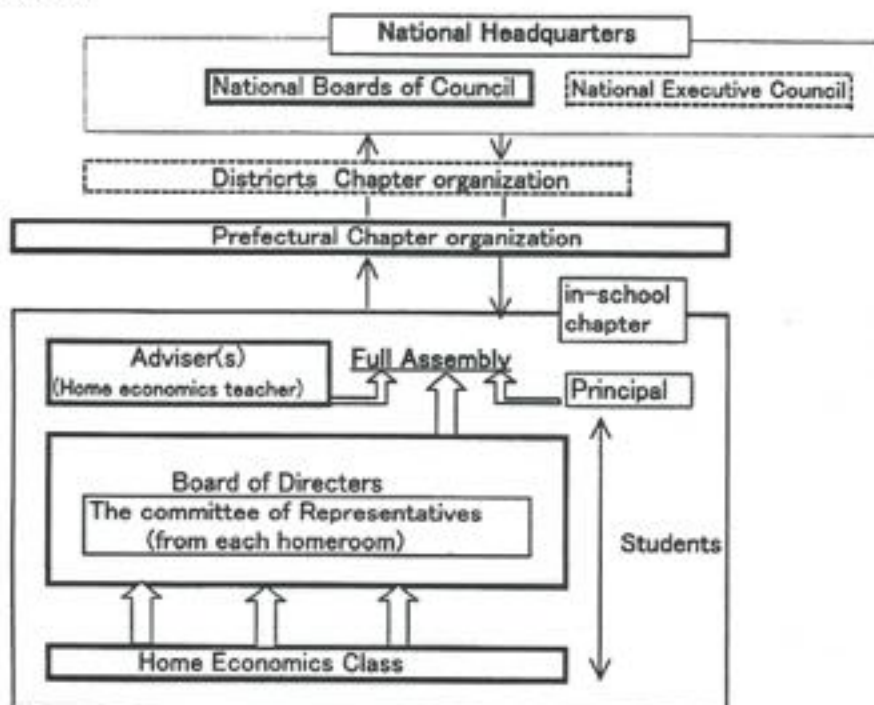 National Headquarters
National Boards of Council
National Executive Council
Districrts Chapter organization
Prefectural Chapter organization
in-school
chapter
Adviser(s)
(Home economics teacher)
Full Assembly
Principal
Board of Directers
The committee of Representatives
(from each homeroom)
Students
Home Economics Class